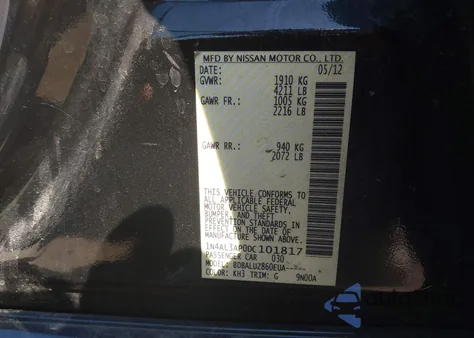 MFD BY NISSAN MOTOR CO., LTD.
DATE: 05/12
GVWR: 1910 KG
4211 LB
GAWR FR.: 1005 KG
2216 LB
GAWR RR.: 940 KG
2072 LB
THIS VEHICLE CONFORMS TO
ALL APPLICABLE FEDERAL
MOTOR VEHICLE SAFETY,
BUMPER, AND THEFT
PREVENTION STANDARDS
IN EFFECT ON THE DATE OF
MANUFACTURE SHOWN ABOVE.
1N4AL3AP0DC101817
PASSENGER CAR 030
MODEL: BDBALUZ860EUA-
COLOR: KH3 TRIM: G 9N00A